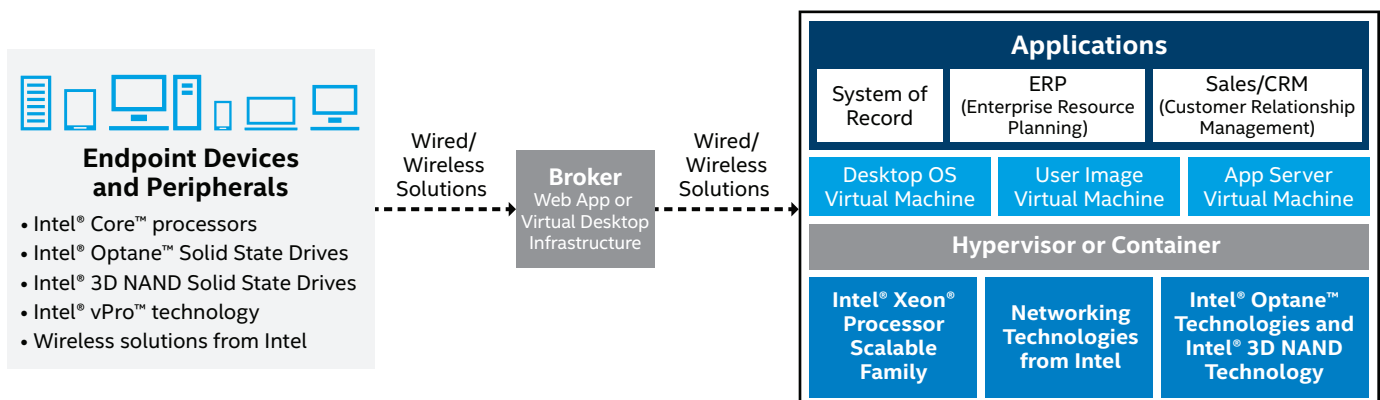 Endpoint Devices
and Peripherals
• Intel® Core™ processors
• Intel® Optane™ Solid State Drives
• Intel® 3D NAND Solid State Drives
• Intel® vPro™ technology
• Wireless solutions from Intel
Wired/
Wireless
Solutions
Broker
Web App or
Virtual Desktop
Infrastructure
Wired/
Wireless
Solutions
Applications
System of
Record
ERP
(Enterprise Resource
Planning)
Sales/CRM
(Customer Relationship
Management)
Desktop OS
Virtual Machine
User Image
Virtual Machine
App Server
Virtual Machine
Hypervisor or Container
Intel® Xeon®
Processor
Scalable
Family
Networking
Technologies
from Intel
Intel® Optane™
Technologies and
Intel® 3D NAND
Technology